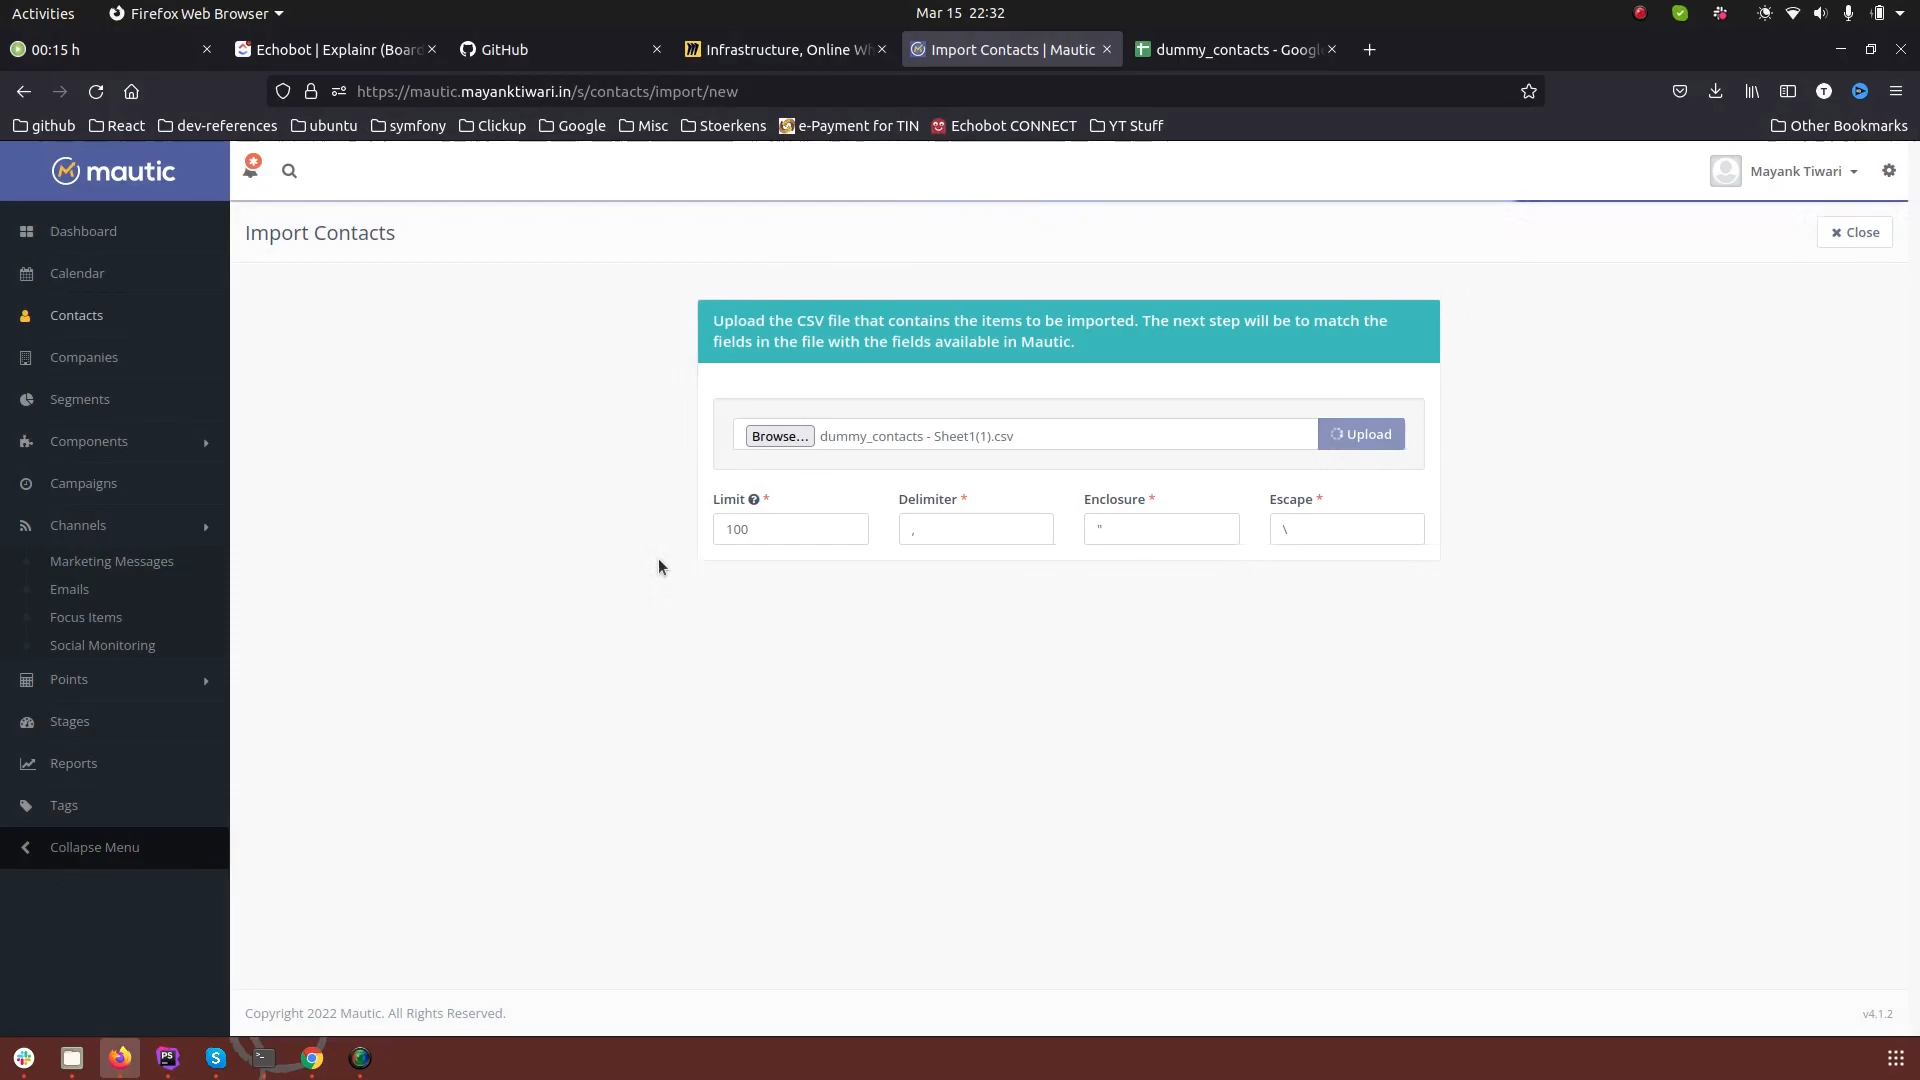 Activities
Firefox Web Browser
Mar 15 22:32
00:15 h
Echobot | Explainr (Board
GitHub
Infrastructure, Online Wh
Import Contacts | Mautic
dummy_contacts - Googl
https://mautic.mayanktiwari.in/s/contacts/import/new
github
React
dev-references
ubuntu
symfony
Clickup
Google
Misc
Stoerkens
e-Payment for TIN
Echobot CONNECT
YT Stuff
Other Bookmarks
mautic
Mayank Tiwari
Import Contacts
Close
Dashboard
Calendar
Contacts
Companies
Segments
Components
Campaigns
Channels
Marketing Messages
Emails
Focus Items
Social Monitoring
Points
Stages
Reports
Tags
Collapse Menu
Upload the CSV file that contains the items to be imported. The next step will be to match the
fields in the file with the fields available in Mautic.
Browse... dummy_contacts - Sheet1(1).csv
Upload
Limit *
Delimiter *
Enclosure *
Escape *
100
,
"
\
Copyright 2022 Mautic. All Rights Reserved.
v4.1.2